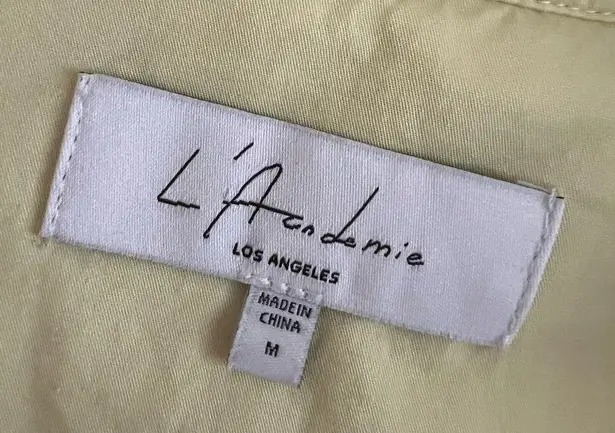 L'Academie
LOS ANGELES
MADE IN
CHINA
M